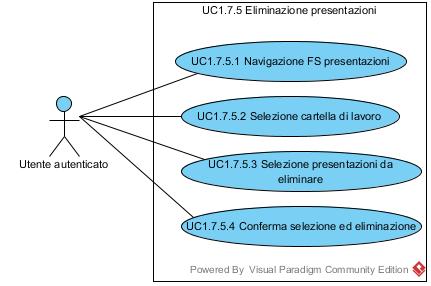 UC1.7.5 Eliminazione presentazioni
UC1.7.5.1 Navigazione FS presentazioni
UC1.7.5.2 Selezione cartella di lavoro
Utente autenticato
UC1.7.5.3 Selezione presentazioni da
eliminare
UC1.7.5.4 Conferma selezione ed eliminazione
Powered By Visual Paradigm Community Edition